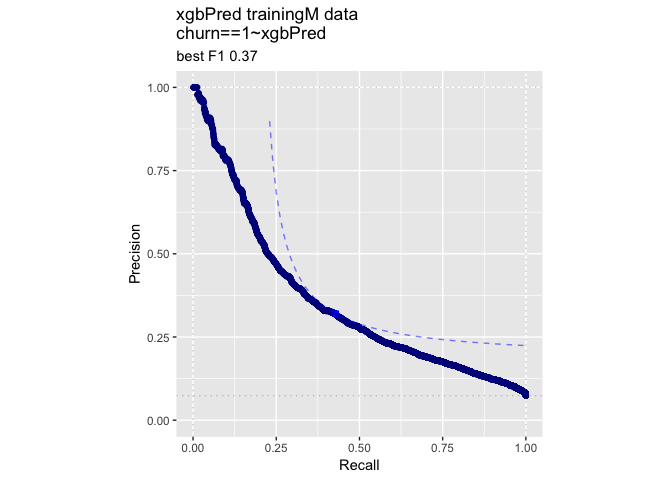 xgbPred trainingM data
churn==1~xgbPred
best F1 0.37
1.00
0.75
0.50
0.25
0.00
Precision
0.00 0.25 0.50 0.75 1.00
Recall